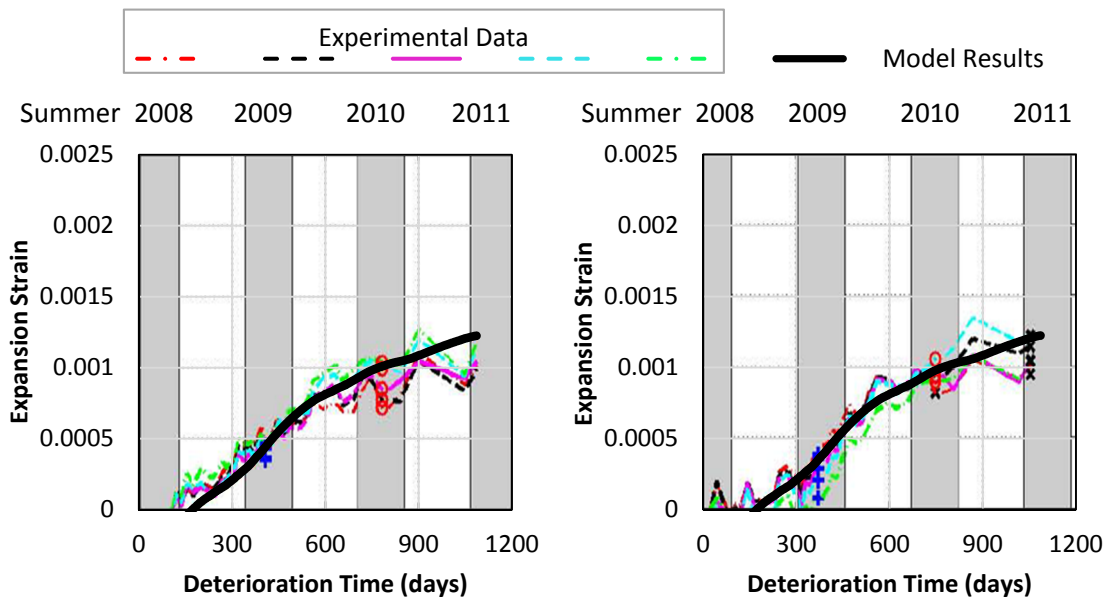 Experimental Data
Model Results
Summer 2008 2009 2010 2011
Summer 2008 2009 2010 2011
Expansion Strain
0.0025
0.002
0.0015
0.001
0.0005
0
0 300 600 900 1200
Deterioration Time (days)
Expansion Strain
0.0025
0.002
0.0015
0.001
0.0005
0
0 300 600 900 1200
Deterioration Time (days)